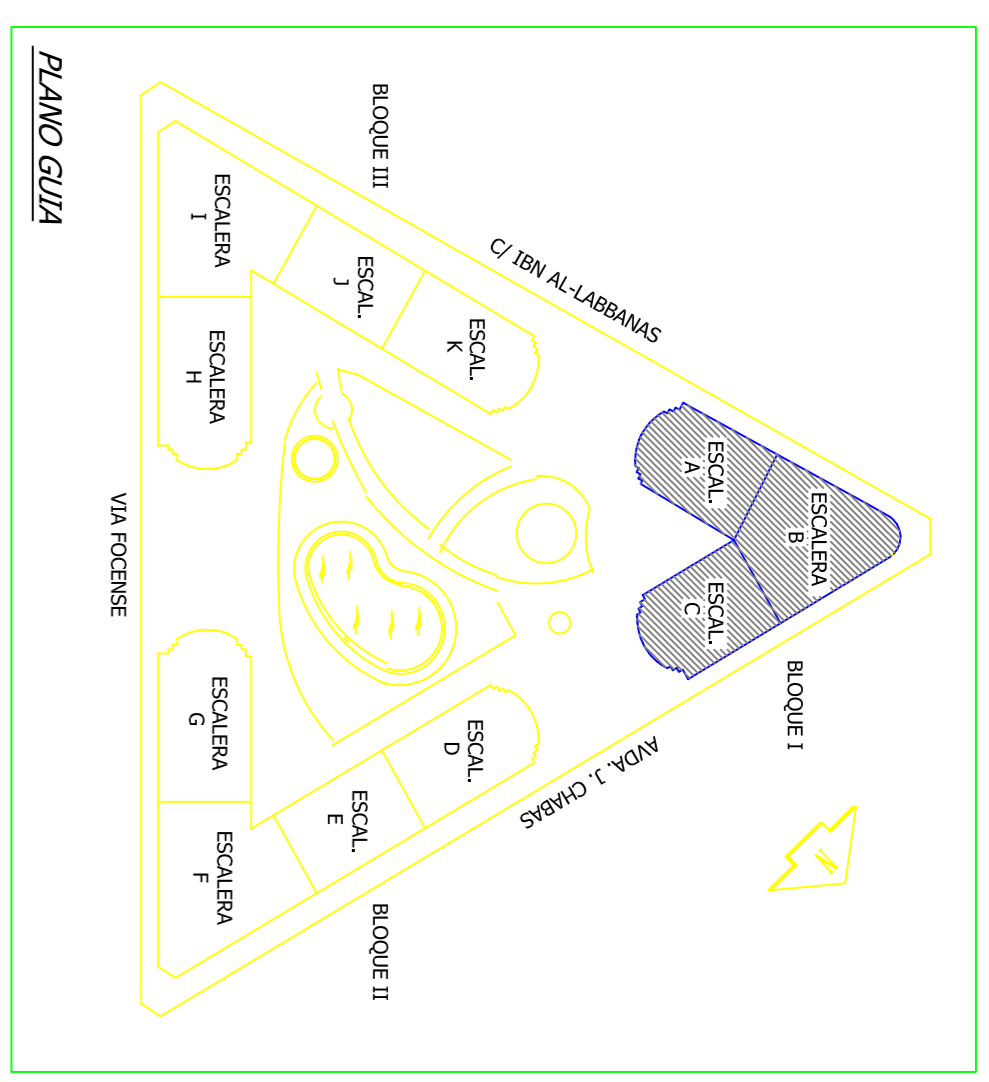 PLANO GUIA
BLOQUE III
C/ IBN AL-LABBANAS
ESCALERA
I
ESCAL.
J
ESCAL.
K
ESCALERA
H
ESCAL.
A
ESCALERA
B
ESCAL.
C
BLOQUE I
AVDA. J. CHABAS
VIA FOCENSE
ESCALERA
G
ESCAL.
D
ESCAL.
E
ESCALERA
F
BLOQUE II
N